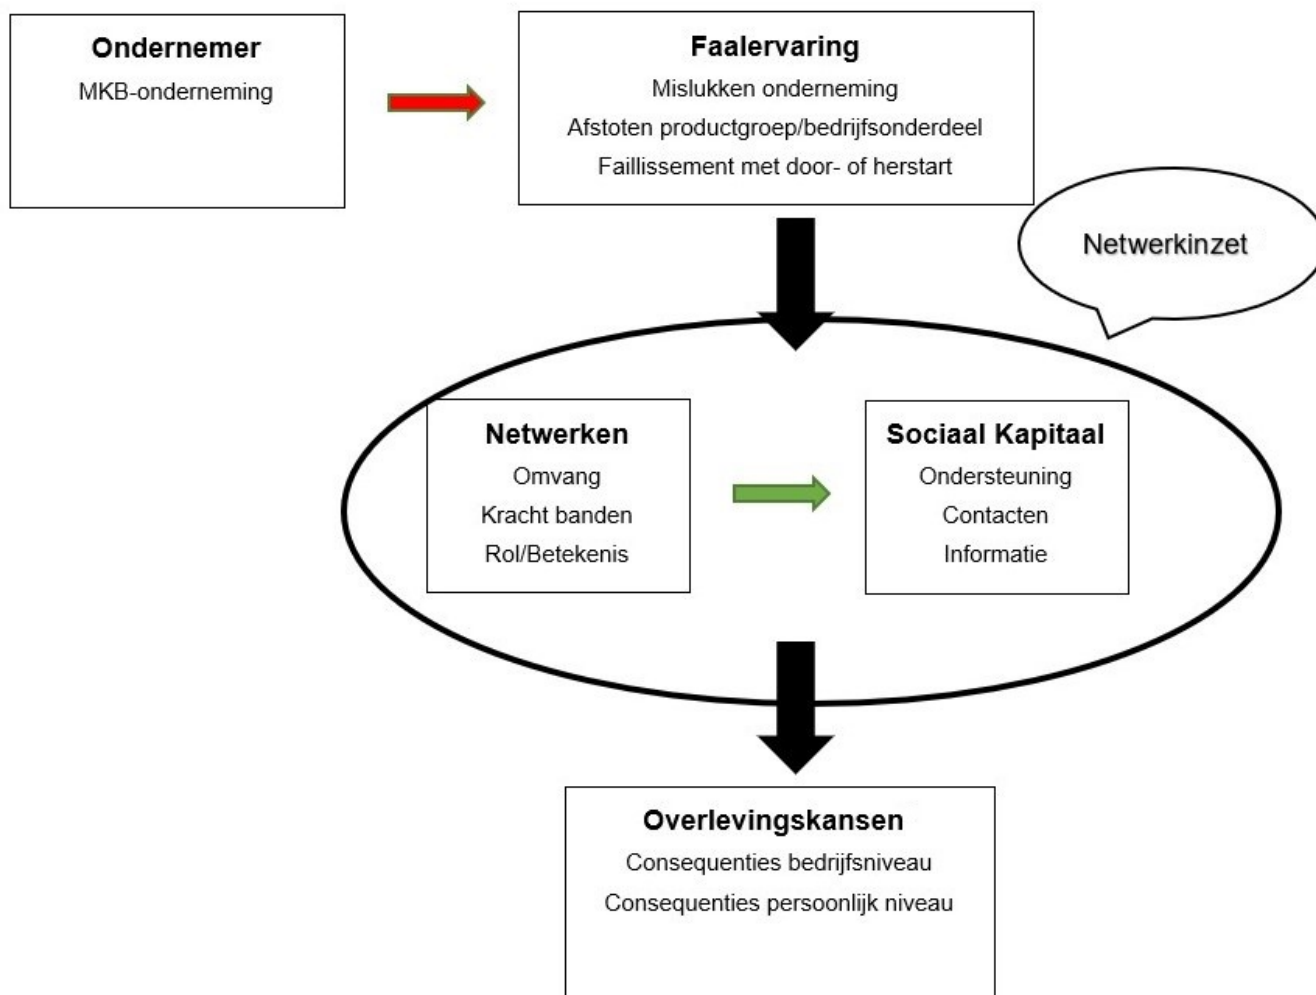 Ondernemer
MKB-onderneming
Faalervaring
Mislukken onderneming
Afstoten productgroep/bedrijfsonderdeel
Faillissement met door- of herstart
Netwerkinzet
Netwerken
Omvang
Kracht banden
Rol/Betekenis
Sociaal Kapitaal
Ondersteuning
Contacten
Informatie
Overlevingskansen
Consequenties bedrijfsniveau
Consequenties persoonlijk niveau